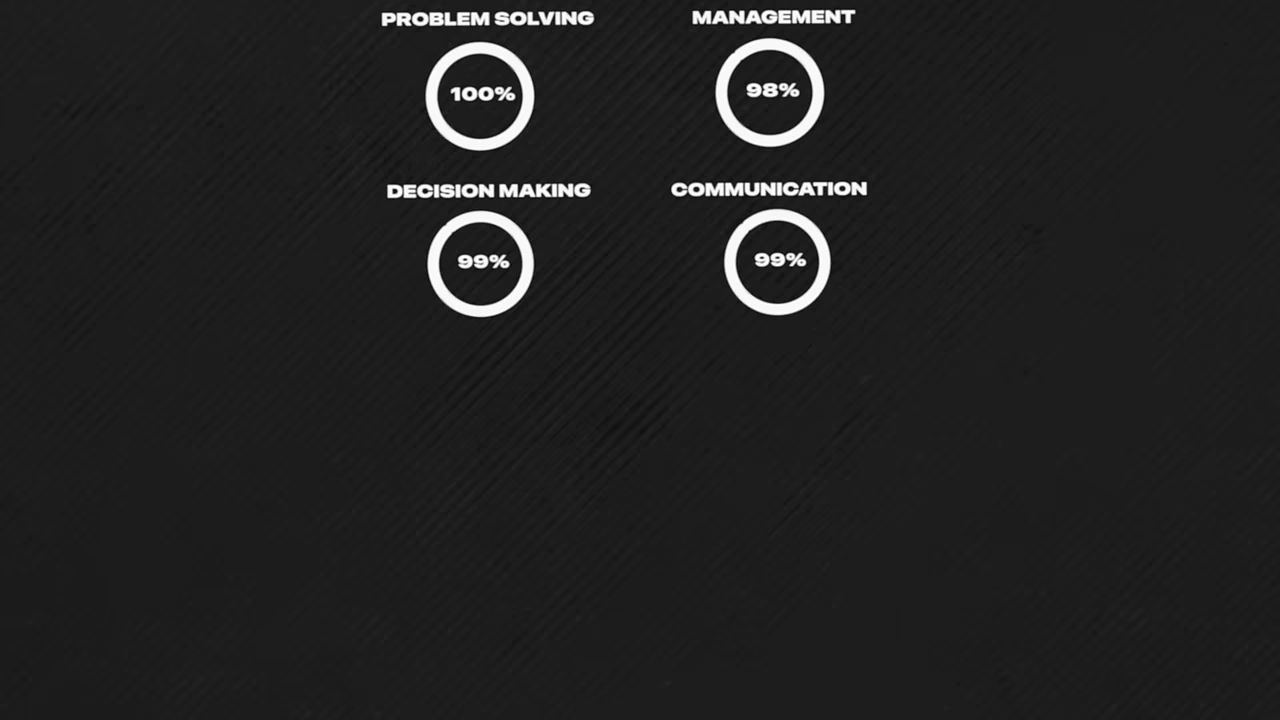 PROBLEM SOLVING
MANAGEMENT
100%
98%
DECISION MAKING
COMMUNICATION
99%
99%